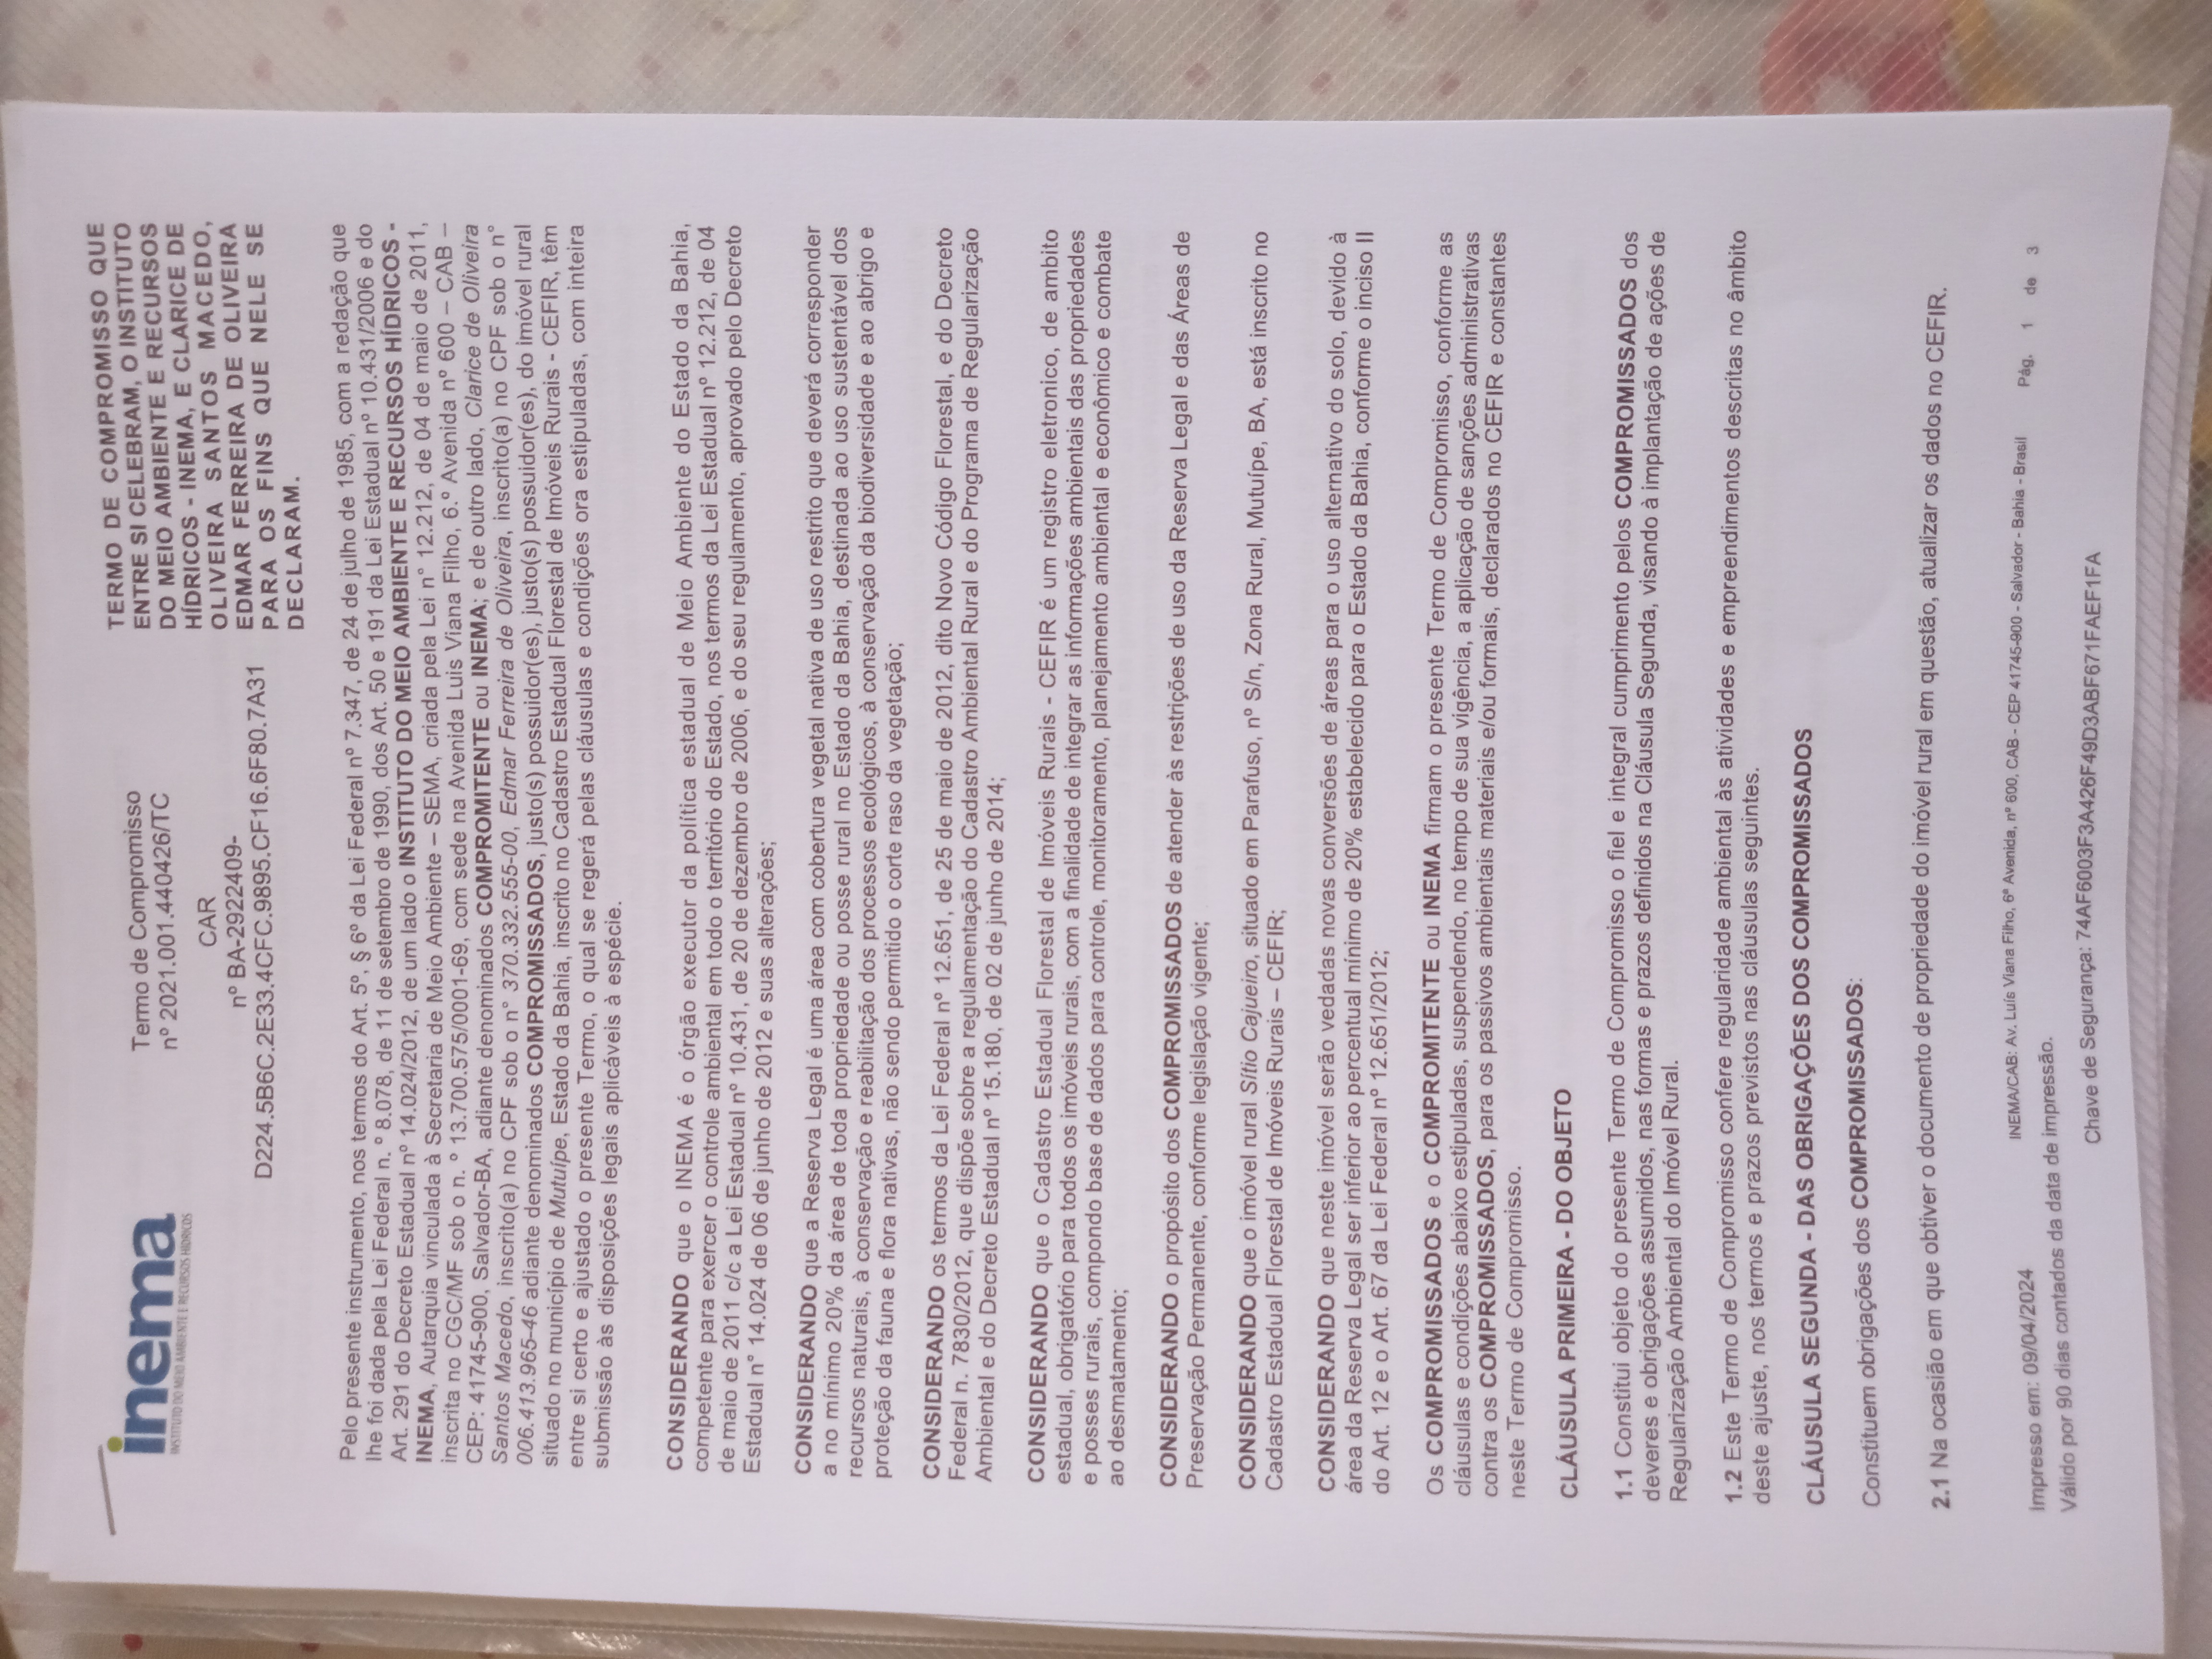 inema
INSTITUTO DO MEIO AMBIENTE E RECURSOS HÍDRICOS
Termo de Compromisso
nº 2021.001.440426/TC
CAR
nº BA-2922409-
D224.5B6C.2E33.4CFC.9895.CF16.6F80.7A31
TERMO DE COMPROMISSO QUE
ENTRE SI CELEBRAM, O INSTITUTO
DO MEIO AMBIENTE E RECURSOS
HÍDRICOS - INEMA, E CLARICE DE
OLIVEIRA SANTOS MACEDO,
EDMAR FERREIRA DE OLIVEIRA
PARA OS FINS QUE NELE SE
DECLARAM.
Pelo presente instrumento, nos termos do Art. 5º, § 6º da Lei Federal nº 7.347, de 24 de julho de 1985, com a redação que
lhe foi dada pela Lei Federal n. º 8.078, de 11 de setembro de 1990, dos Art. 50 e 191 da Lei Estadual nº 10.431/2006 e do
Art. 291 do Decreto Estadual nº 14.024/2012, de um lado o INSTITUTO DO MEIO AMBIENTE E RECURSOS HÍDRICOS -
INEMA, Autarquia vinculada à Secretaria de Meio Ambiente – SEMA, criada pela Lei n° 12.212, de 04 de maio de 2011,
inscrita no CGC/MF sob o n. º 13.700.575/0001-69, com sede na Avenida Luis Viana Filho, 6.º Avenida nº 600 – CAB –
CEP: 41745-900, Salvador-BA, adiante denominados COMPROMITENTE ou INEMA; e de outro lado, Clarice de Oliveira
Santos Macedo, inscrito(a) no CPF sob o n° 370.332.555-00, Edmar Ferreira de Oliveira, inscrito(a) no CPF sob o n°
006.413.965-46 adiante denominados COMPROMISSADOS, justo(s) possuidor(es), justo(s) possuidor(es), do imóvel rural
situado no município de Mutuípe, Estado da Bahia, inscrito no Cadastro Estadual Florestal de Imóveis Rurais - CEFIR, têm
entre si certo e ajustado o presente Termo, o qual se regerá pelas cláusulas e condições ora estipuladas, com inteira
submissão às disposições legais aplicáveis à espécie.
CONSIDERANDO que o INEMA é o órgão executor da política estadual de Meio Ambiente do Estado da Bahia,
competente para exercer o controle ambiental em todo o território do Estado, nos termos da Lei Estadual nº 12.212, de 04
de maio de 2011 c/c a Lei Estadual nº 10.431, de 20 de dezembro de 2006, e do seu regulamento, aprovado pelo Decreto
Estadual n° 14.024 de 06 de junho de 2012 e suas alterações;
CONSIDERANDO que a Reserva Legal é uma área com cobertura vegetal nativa de uso restrito que deverá corresponder
a no mínimo 20% da área de toda propriedade ou posse rural no Estado da Bahia, destinada ao uso sustentável dos
recursos naturais, à conservação e reabilitação dos processos ecológicos, à conservação da biodiversidade e ao abrigo e
proteção da fauna e flora nativas, não sendo permitido o corte raso da vegetação;
CONSIDERANDO os termos da Lei Federal nº 12.651, de 25 de maio de 2012, dito Novo Código Florestal, e do Decreto
Federal n. 7830/2012, que dispõe sobre a regulamentação do Cadastro Ambiental Rural e do Programa de Regularização
Ambiental e do Decreto Estadual nº 15.180, de 02 de junho de 2014;
CONSIDERANDO que o Cadastro Estadual Florestal de Imóveis Rurais - CEFIR é um registro eletronico, de ambito
estadual, obrigatório para todos os imóveis rurais, com a finalidade de integrar as informações ambientais das propriedades
e posses rurais, compondo base de dados para controle, monitoramento, planejamento ambiental e econômico e combate
ao desmatamento;
CONSIDERANDO o propósito dos COMPROMISSADOS de atender às restrições de uso da Reserva Legal e das Áreas de
Preservação Permanente, conforme legislação vigente;
CONSIDERANDO que o imóvel rural Sítio Cajueiro, situado em Parafuso, nº S/n, Zona Rural, Mutuípe, BA, está inscrito no
Cadastro Estadual Florestal de Imóveis Rurais – CEFIR;
CONSIDERANDO que neste imóvel serão vedadas novas conversões de áreas para o uso alternativo do solo, devido à
área da Reserva Legal ser inferior ao percentual mínimo de 20% estabelecido para o Estado da Bahia, conforme o inciso II
do Art. 12 e o Art. 67 da Lei Federal nº 12.651/2012;
Os COMPROMISSADOS e o COMPROMITENTE ou INEMA firmam o presente Termo de Compromisso, conforme as
cláusulas e condições abaixo estipuladas, suspendendo, no tempo de sua vigência, a aplicação de sanções administrativas
contra os COMPROMISSADOS, para os passivos ambientais materiais e/ou formais, declarados no CEFIR e constantes
neste Termo de Compromisso.
CLÁUSULA PRIMEIRA - DO OBJETO
1.1 Constitui objeto do presente Termo de Compromisso o fiel e integral cumprimento pelos COMPROMISSADOS dos
deveres e obrigações assumidos, nas formas e prazos definidos na Cláusula Segunda, visando à implantação de ações de
Regularização Ambiental do Imóvel Rural.
1.2 Este Termo de Compromisso confere regularidade ambiental às atividades e empreendimentos descritas no âmbito
deste ajuste, nos termos e prazos previstos nas cláusulas seguintes.
CLÁUSULA SEGUNDA - DAS OBRIGAÇÕES DOS COMPROMISSADOS
Constituem obrigações dos COMPROMISSADOS:
2.1 Na ocasião em que obtiver o documento de propriedade do imóvel rural em questão, atualizar os dados no CEFIR.
INEMA/CAB: Av. Luís Viana Filho, 6ª Avenida, nº 600, CAB - CEP 41745-900 - Salvador - Bahia - Brasil
Pág. 1 de 3
Impresso em: 09/04/2024
Válido por 90 dias contados da data de impressão.
Chave de Segurança: 74AF6003F3A426F49D3ABF671FAEF1FA